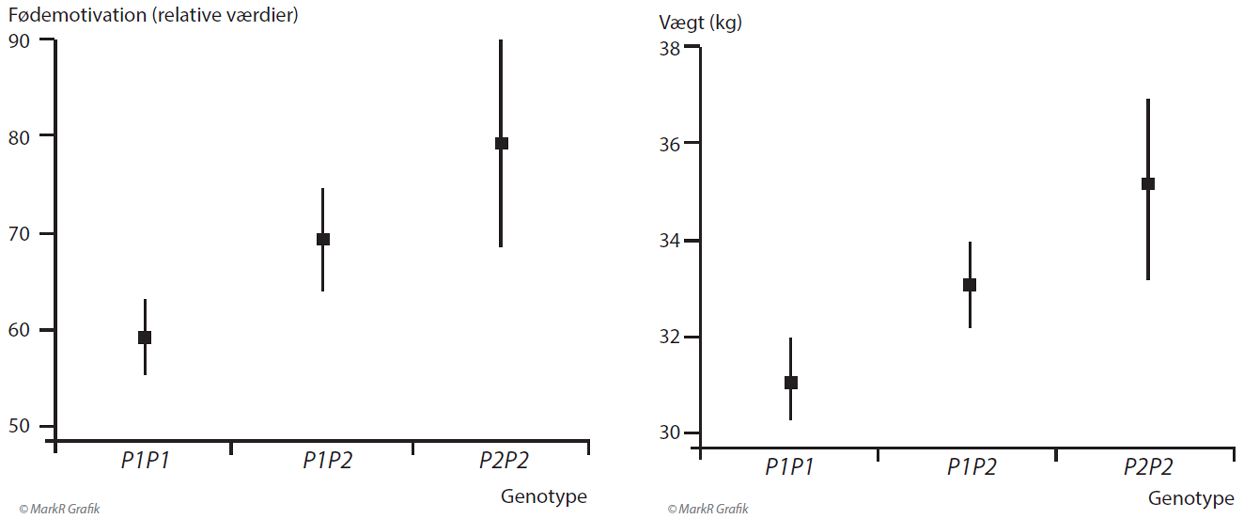 Fødemotivation (relative værdier)
90
80
70
60
50
P1P1 P1P2 P2P2
Genotype
© MarkR Grafik
Vægt (kg)
38
36
34
32
30
P1P1 P1P2 P2P2
Genotype
© MarkR Grafik